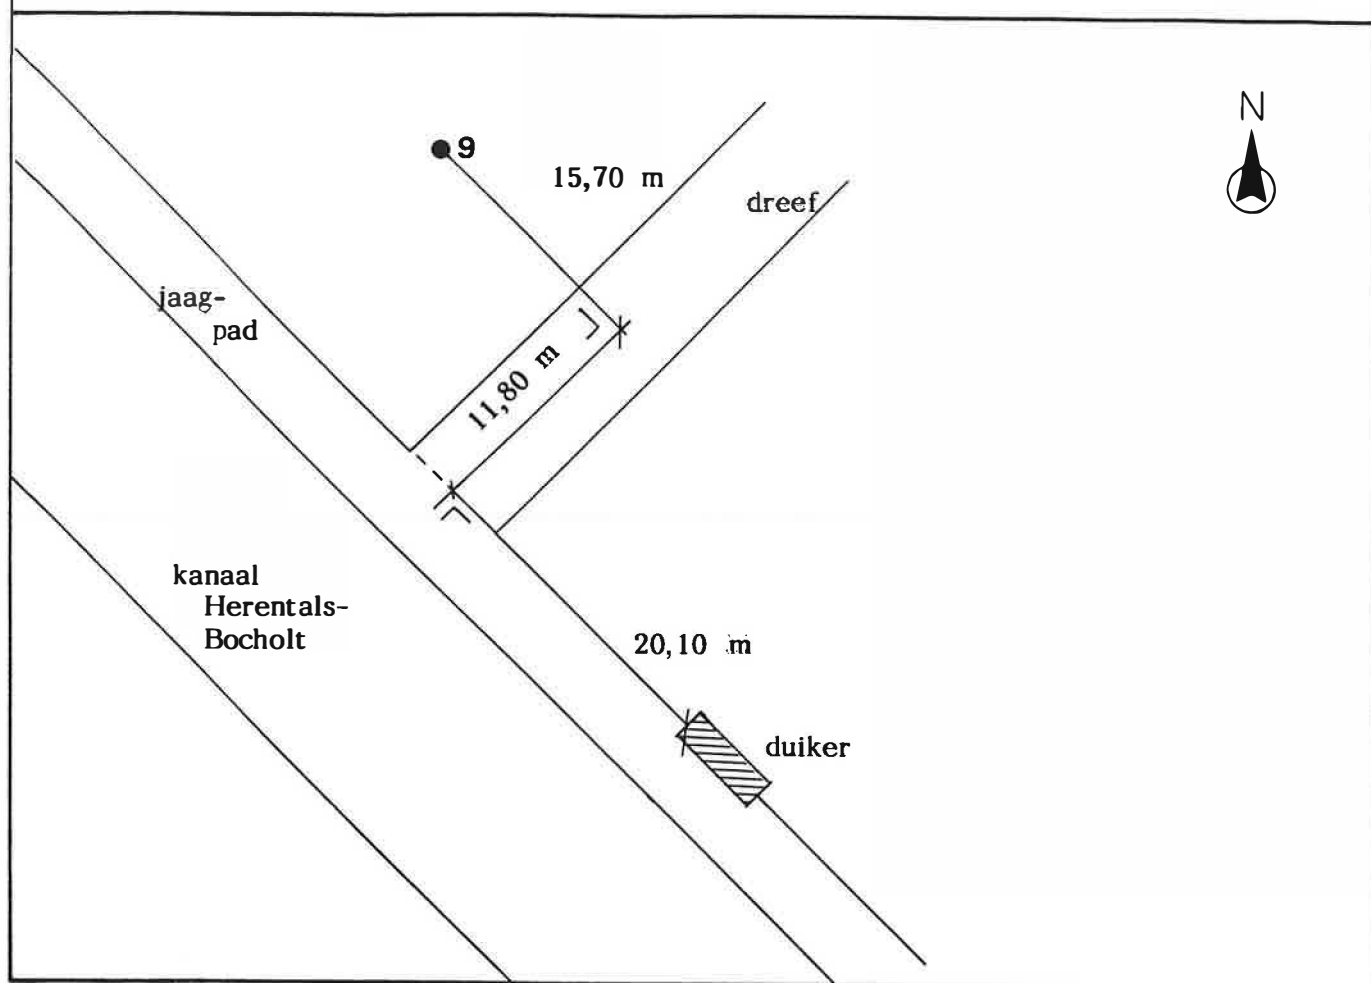 N
9
15,70 m
dreef
jaag-
pad
11,80 m
kanaal
Herentals-
Bocholt
20,10 m
duiker